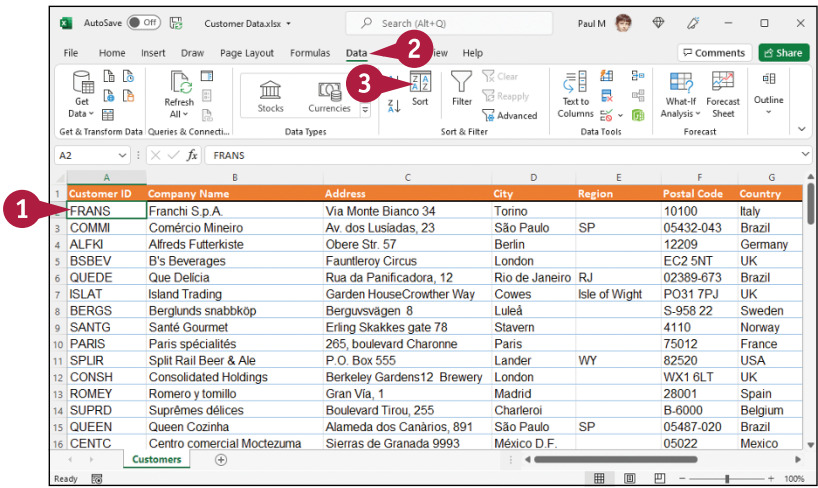 AutoSave Off Customer Data.xlsx Search (Alt+Q) Paul M
File Home Insert Draw Page Layout Formulas Data 2 iew Help Comments Share
3
Get Data Refresh All Stocks Currencies Sort Filter Clear Reapply Advanced Text to Columns What-If Analysis Forecast Sheet Outline
Get & Transform Data Queries & Connecti... Data Types Sort & Filter Data Tools Forecast
A2 fx FRANS
A B C D E F G
1 Customer ID Company Name Address City Region Postal Code Country
1 2 FRANS Franchi S.p.A. Via Monte Bianco 34 Torino 10100 Italy
3 COMMI Comércio Mineiro Av. dos Lusíadas, 23 São Paulo SP 05432-043 Brazil
4 ALFKI Alfreds Futterkiste Obere Str. 57 Berlin 12209 Germany
5 BSBEV B's Beverages Fauntleroy Circus London EC2 5NT UK
6 QUEDE Que Delícia Rua da Panificadora, 12 Rio de Janeiro RJ 02389-673 Brazil
7 ISLAT Island Trading Garden HouseCrowther Way Cowes Isle of Wight PO31 7PJ UK
8 BERGS Berglunds snabbköp Berguvsvägen 8 Luleå S-958 22 Sweden
9 SANTG Santé Gourmet Erling Skakkes gate 78 Stavern 4110 Norway
10 PARIS Paris spécialités 265, boulevard Charonne Paris 75012 France
11 SPLIR Split Rail Beer & Ale P.O. Box 555 Lander WY 82520 USA
12 CONSH Consolidated Holdings Berkeley Gardens12 Brewery London WX1 6LT UK
13 ROMEY Romero y tomillo Gran Vía, 1 Madrid 28001 Spain
14 SUPRD Suprêmes délices Boulevard Tirou, 255 Charleroi B-6000 Belgium
15 QUEEN Queen Cozinha Alameda dos Canàrios, 891 São Paulo SP 05487-020 Brazil
16 CENTC Centro comercial Moctezuma Sierras de Granada 9993 México D.F. 05022 Mexico
Customers
Ready 100%